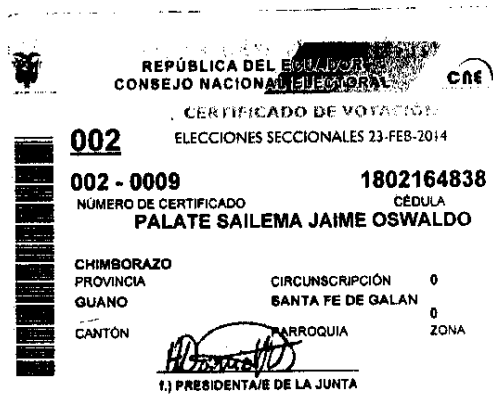 REPÚBLICA DEL ECUADOR
CONSEJO NACIONAL ELECTORAL
CNE
CERTIFICADO DE VOTACIÓN
002
ELECCIONES SECCIONALES 23-FEB-2014
002 - 0009 1802164838
NÚMERO DE CERTIFICADO CÉDULA
PALATE SAILEMA JAIME OSWALDO
CHIMBORAZO
PROVINCIA CIRCUNSCRIPCIÓN 0
GUANO SANTA FE DE GALAN
0
CANTÓN PARROQUIA ZONA
f.) PRESIDENTA/E DE LA JUNTA